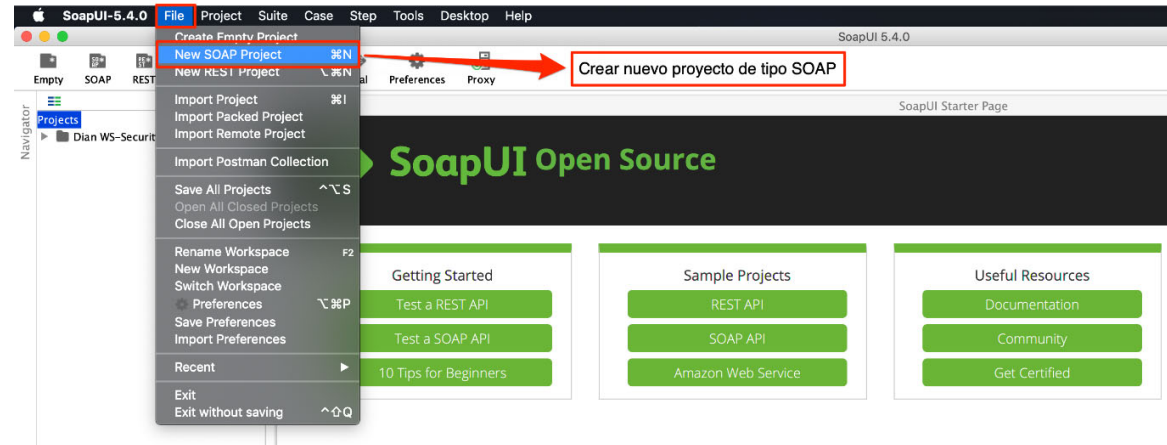 SoapUI-5.4.0 File Project Suite Case Step Tools Desktop Help
SoapUI 5.4.0
Empty SOAP REST al Preferences Proxy
Create Empty Project
New SOAP Project ⌘N
New REST Project ⌥⌘N
Import Project ⌘I
Import Packed Project
Import Remote Project
Import Postman Collection
Save All Projects ^⌥S
Open All Closed Projects
Close All Open Projects
Rename Workspace F2
New Workspace
Switch Workspace
Preferences ⌥⌘P
Save Preferences
Import Preferences
Recent ▶
Exit
Exit without saving ^⇧Q
Crear nuevo proyecto de tipo SOAP
Navigator
Projects
Dian WS-Securit
SoapUI Starter Page
SoapUI Open Source
Getting Started
Test a REST API
Test a SOAP API
10 Tips for Beginners
Sample Projects
REST API
SOAP API
Amazon Web Service
Useful Resources
Documentation
Community
Get Certified